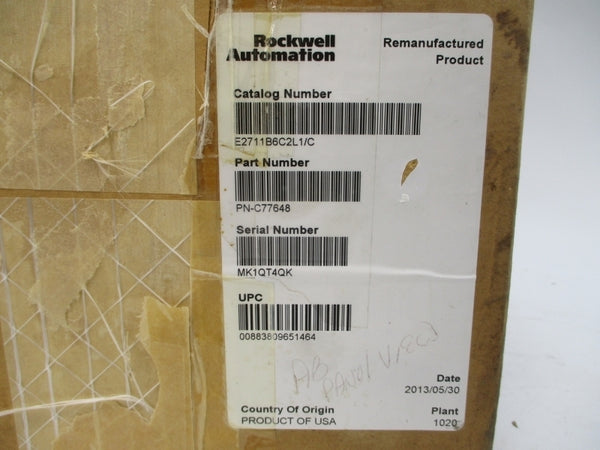 Rockwell
Automation
Remanufactured
Product
Catalog Number
E2711B6C2L1/C
Part Number
PN-C77648
Serial Number
MK1QT4QK
UPC
00883809651464
AB
PANOl VIEW
Date
2013/05/30
Country Of Origin
PRODUCT OF USA
Plant
1020